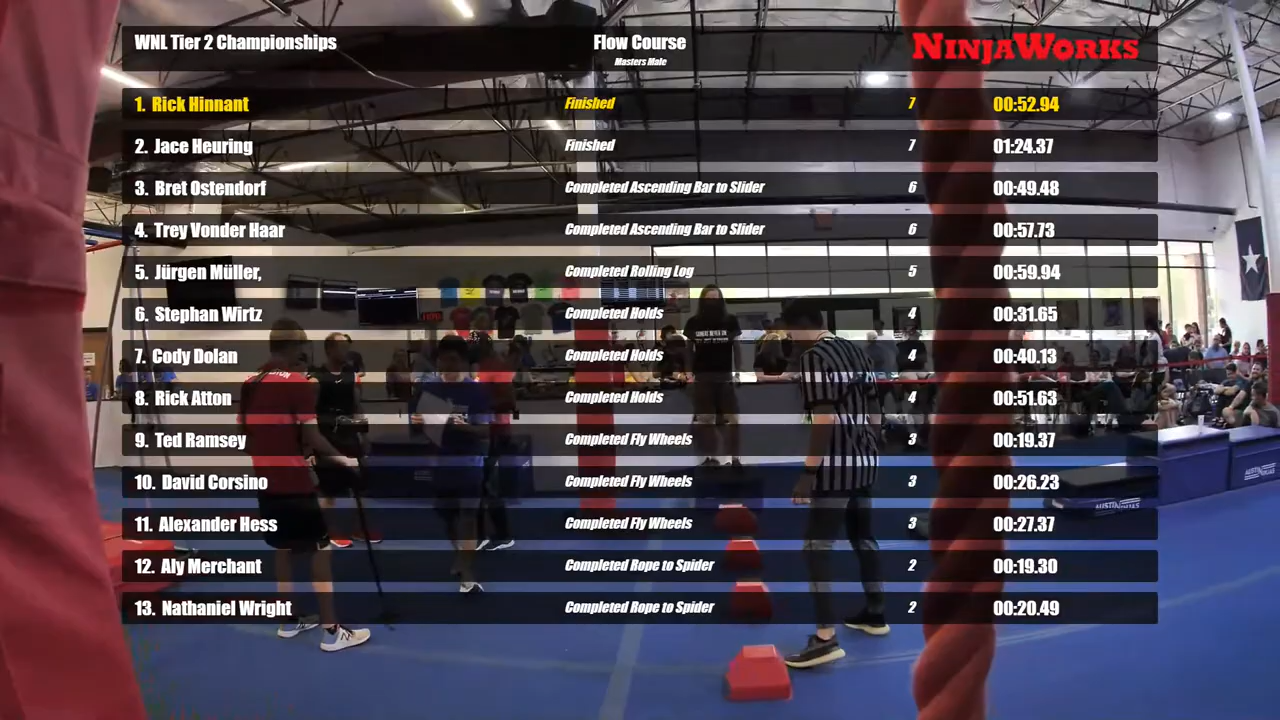 WNL Tier 2 Championships Flow Course NINJAWORKS
Masters Male
1. Rick Hinnant Finished 7 00:52.94
2. Jace Heuring Finished 7 01:24.37
3. Bret Ostendorf Completed Ascending Bar to Slider 6 00:49.48
4. Trey Vonder Haar Completed Ascending Bar to Slider 6 00:57.73
5. Jürgen Müller, Completed Rolling Log 5 00:59.94
6. Stephan Wirtz Completed Holds 4 00:31.65
7. Cody Dolan Completed Holds 4 00:40.13
8. Rick Atton Completed Holds 4 00:51.63
9. Ted Ramsey Completed Fly Wheels 3 00:19.37
10. David Corsino Completed Fly Wheels 3 00:26.23
11. Alexander Hess Completed Fly Wheels 3 00:27.37
12. Aly Merchant Completed Rope to Spider 2 00:19.30
13. Nathaniel Wright Completed Rope to Spider 2 00:20.49
AUSTIN NINJAS